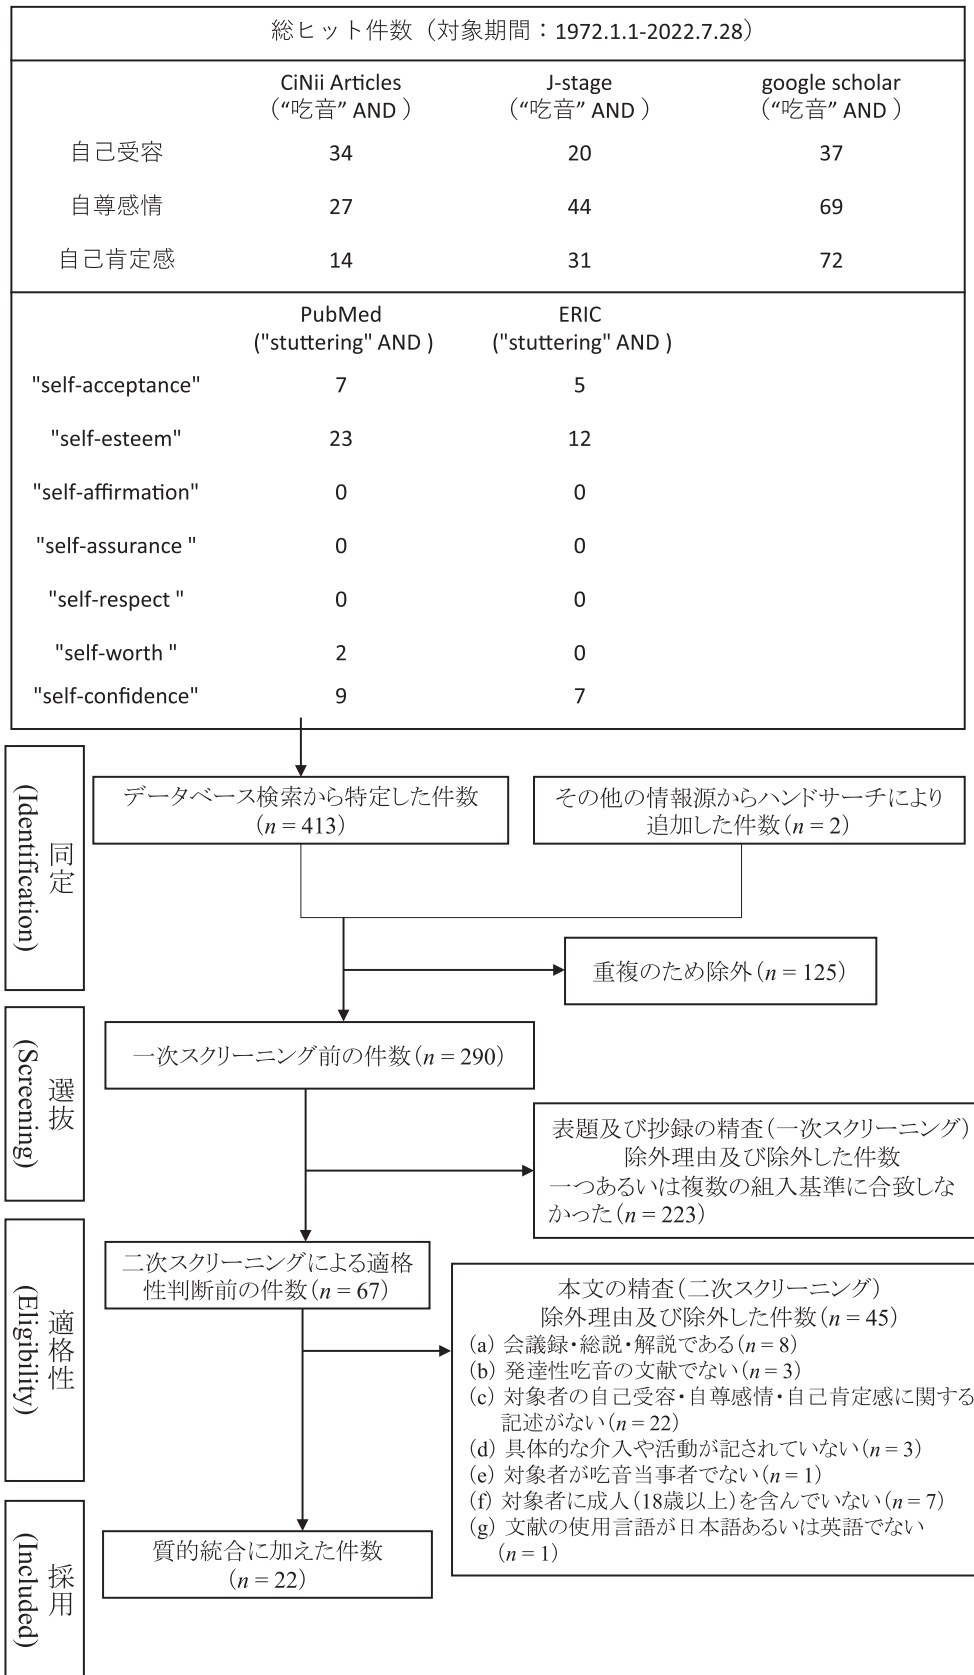 総ヒット件数（対象期間：1972.1.1-2022.7.28）
CiNii Articles J-stage google scholar
（“吃音” AND ） （“吃音” AND ） （“吃音” AND ）
自己受容 34 20 37
自尊感情 27 44 69
自己肯定感 14 31 72
PubMed ERIC
("stuttering" AND ) ("stuttering" AND )
"self-acceptance" 7 5
"self-esteem" 23 12
"self-affirmation" 0 0
"self-assurance " 0 0
"self-respect " 0 0
"self-worth " 2 0
"self-confidence" 9 7
同定
(Identification)
データベース検索から特定した件数
(n = 413)
その他の情報源からハンドサーチにより
追加した件数(n = 2)
重複のため除外(n = 125)
選抜
(Screening)
一次スクリーニング前の件数(n = 290)
表題及び抄録の精査(一次スクリーニング)
除外理由及び除外した件数
一つあるいは複数の組入基準に合致しな
かった(n = 223)
適格性
(Eligibility)
二次スクリーニングによる適格
性判断前の件数(n = 67)
本文の精査(二次スクリーニング)
除外理由及び除外した件数(n = 45)
(a) 会議録・総説・解説である(n = 8)
(b) 発達性吃音の文献でない(n = 3)
(c) 対象者の自己受容・自尊感情・自己肯定感に関する
記述がない(n = 22)
(d) 具体的な介入や活動が記されていない(n = 3)
(e) 対象者が吃音当事者でない(n = 1)
(f) 対象者に成人(18歳以上)を含んでいない(n = 7)
(g) 文献の使用言語が日本語あるいは英語でない
(n = 1)
採用
(Included)
質的統合に加えた件数
(n = 22)